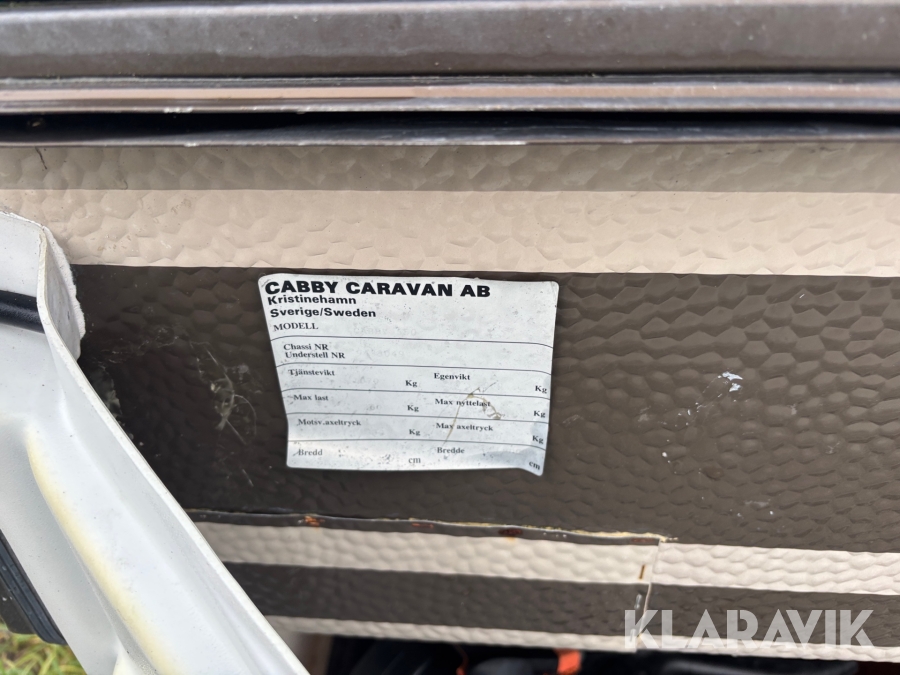 CABBY CARAVAN AB
Kristinehamn
Sverige/Sweden
MODELL
Chassi NR
Understell NR
Tjänstevikt Kg Egenvikt Kg
Max last Kg Max nyttelast Kg
Motsv.axeltryck Kg Max axeltryck Kg
Bredd cm Bredde cm
KLARAVIK